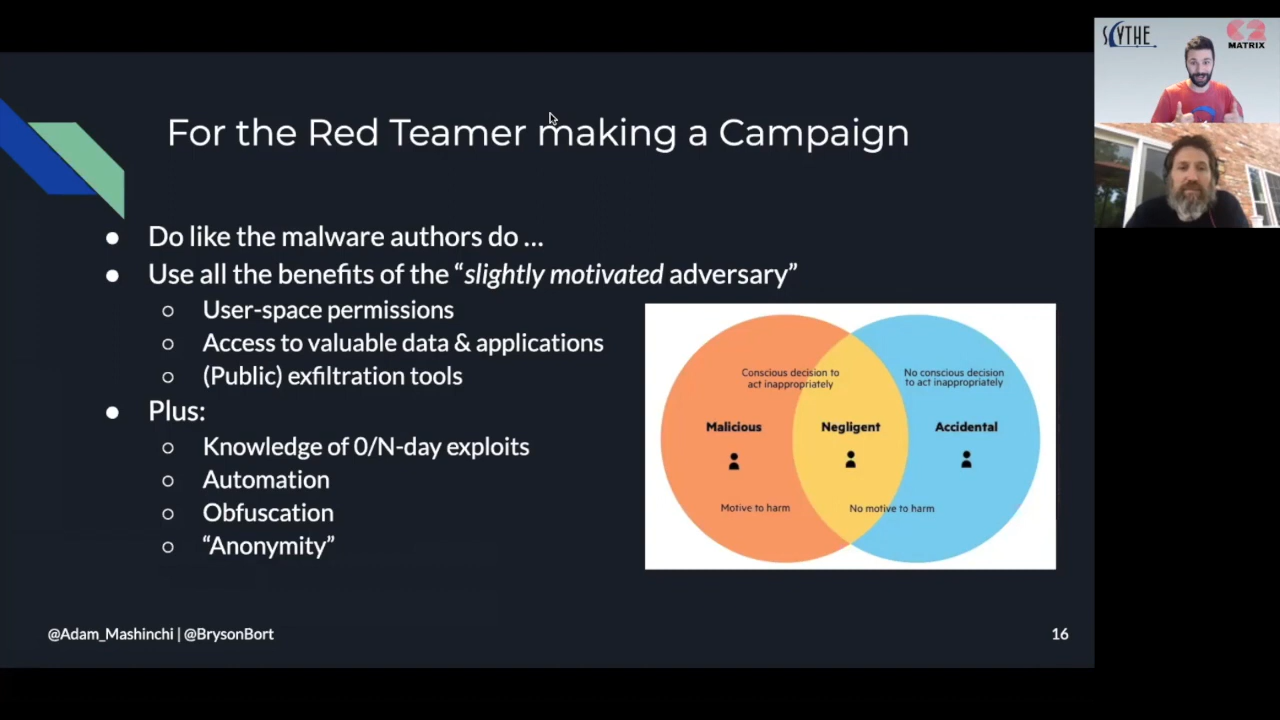 SCYTHE
C2
MATRIX
For the Red Teamer making a Campaign
● Do like the malware authors do ...
● Use all the benefits of the “slightly motivated adversary”
○ User-space permissions
○ Access to valuable data & applications
○ (Public) exfiltration tools
● Plus:
○ Knowledge of 0/N-day exploits
○ Automation
○ Obfuscation
○ “Anonymity”
Conscious decision to
act inappropriately
No conscious decision
to act inappropriately
Malicious
Negligent
Accidental
Motive to harm
No motive to harm
@Adam_Mashinchi | @BrysonBort
16